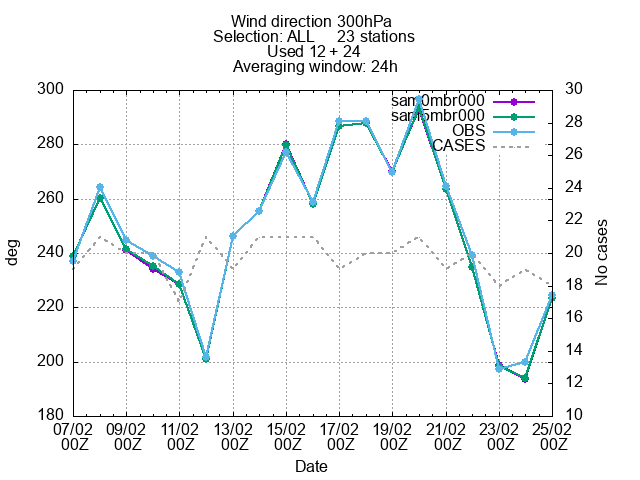 Wind direction 300hPa
Selection: ALL 23 stations
Used 12 + 24
Averaging window: 24h
300 30
280 28
26
260 24
22
240 20
18
220 16
200 14
12
180 10
deg
No cases
sam0mbr000
sam5mbr000
OBS
CASES
07/02 09/02 11/02 13/02 15/02 17/02 19/02 21/02 23/02 25/02
00Z 00Z 00Z 00Z 00Z 00Z 00Z 00Z 00Z 00Z
Date